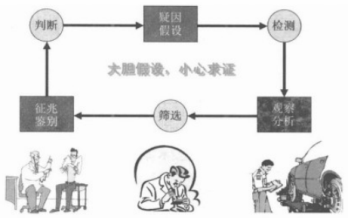 判断
疑因
假设
检测
大胆假设、小心求证
征兆
鉴别
筛选
观察
分析